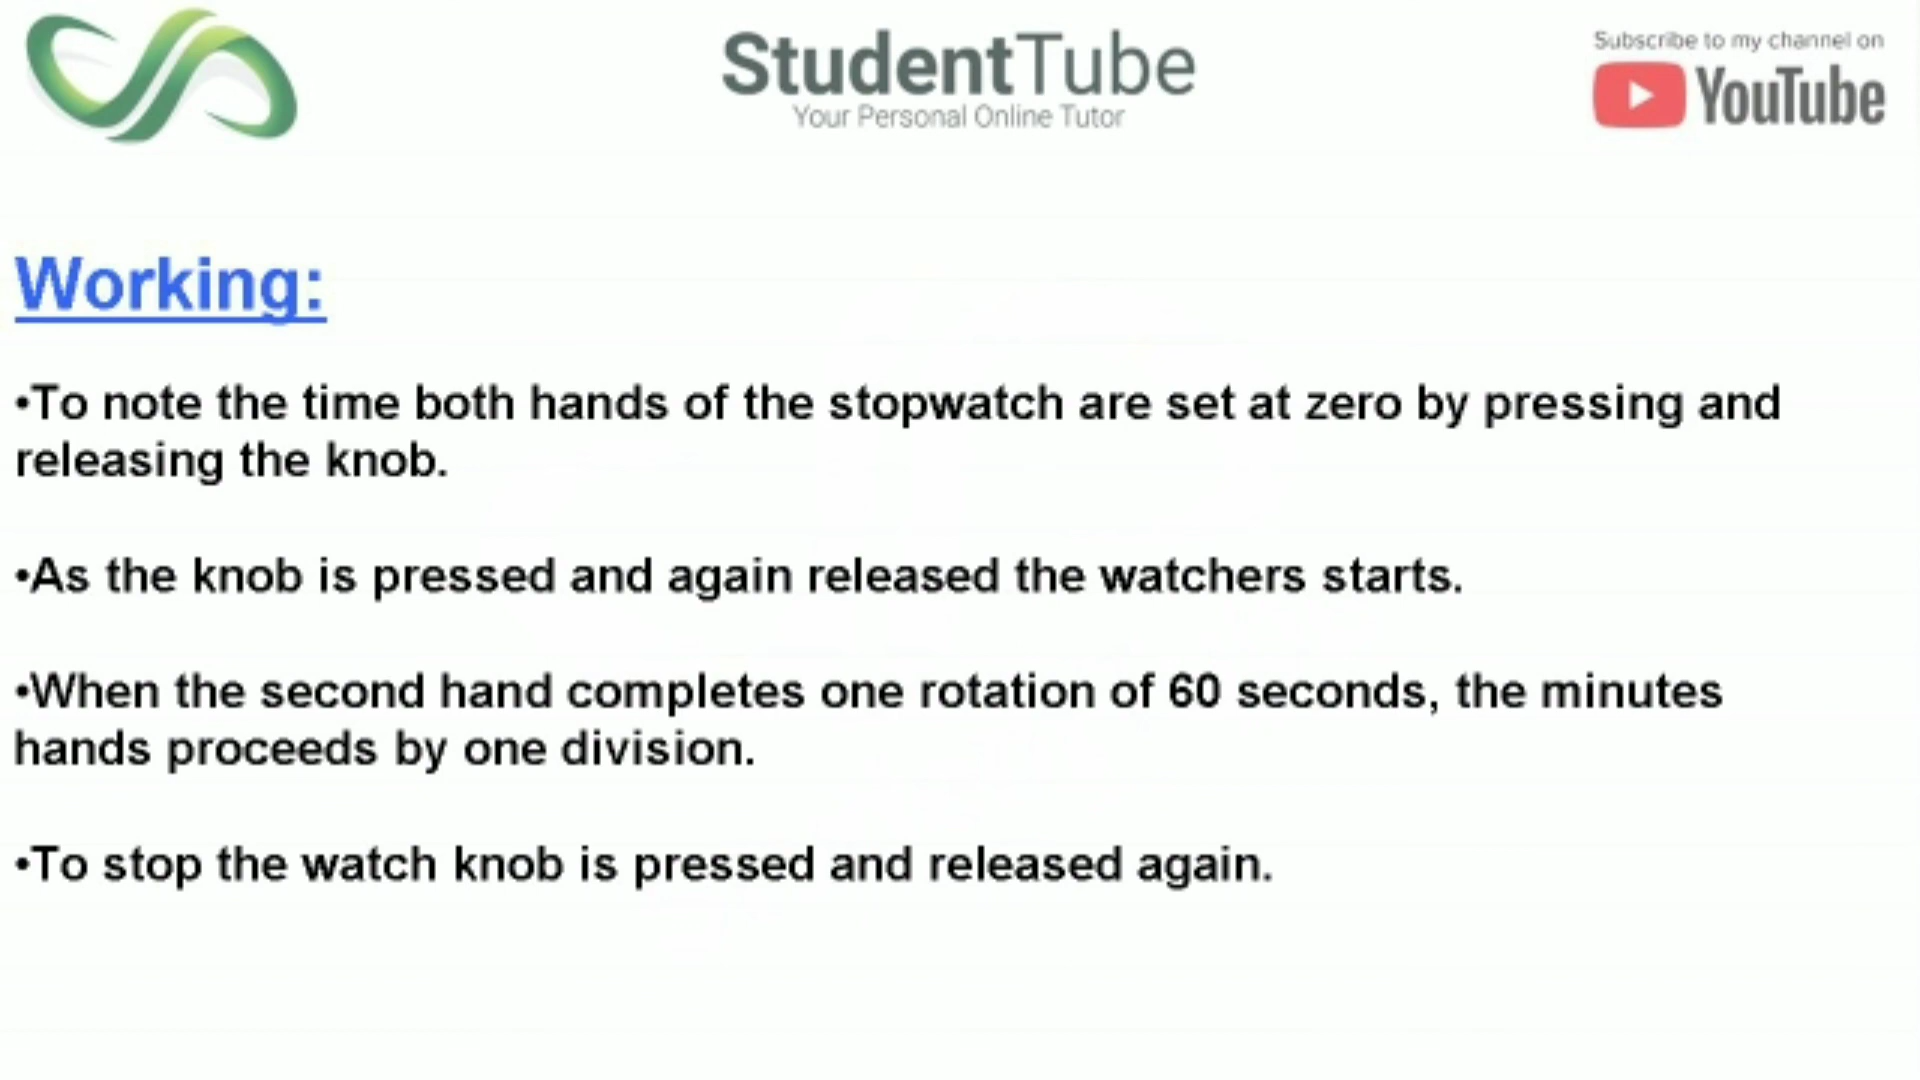 StudentTube
Your Personal Online Tutor
Subscribe to my channel on
YouTube
Working:
•To note the time both hands of the stopwatch are set at zero by pressing and
releasing the knob.
•As the knob is pressed and again released the watchers starts.
•When the second hand completes one rotation of 60 seconds, the minutes
hands proceeds by one division.
•To stop the watch knob is pressed and released again.